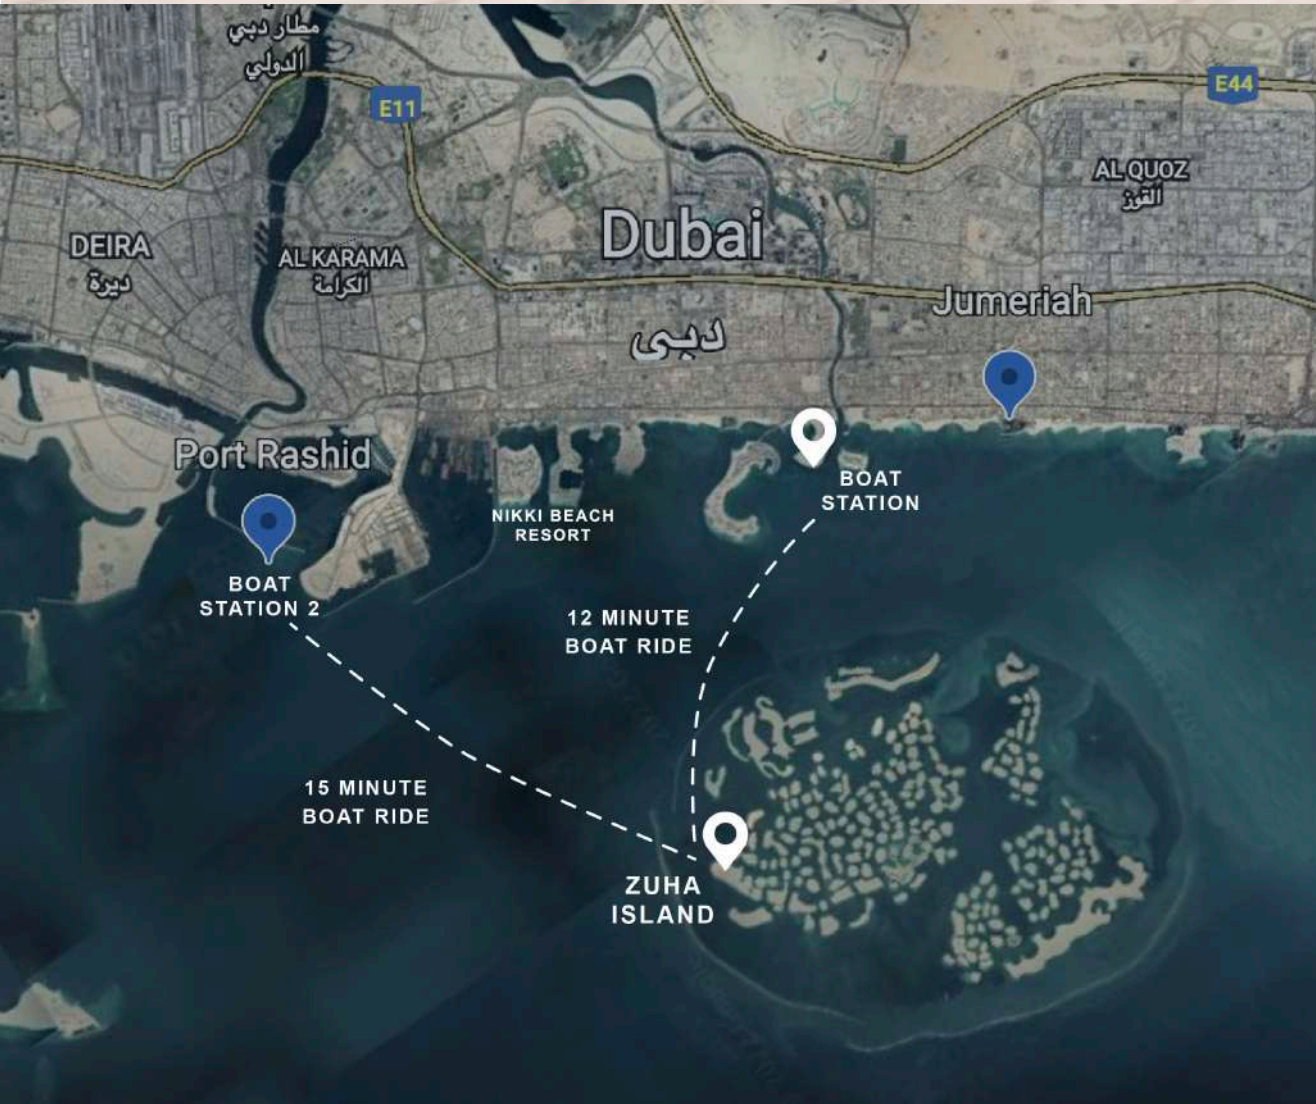 مطار دبي
الدولي
E11
E44
AL QUOZ
القوز
DEIRA
ديرة
AL KARAMA
الكرامة
Dubai
دبي
Jumeriah
Port Rashid
BOAT
STATION
NIKKI BEACH
RESORT
BOAT
STATION 2
12 MINUTE
BOAT RIDE
15 MINUTE
BOAT RIDE
ZUHA
ISLAND